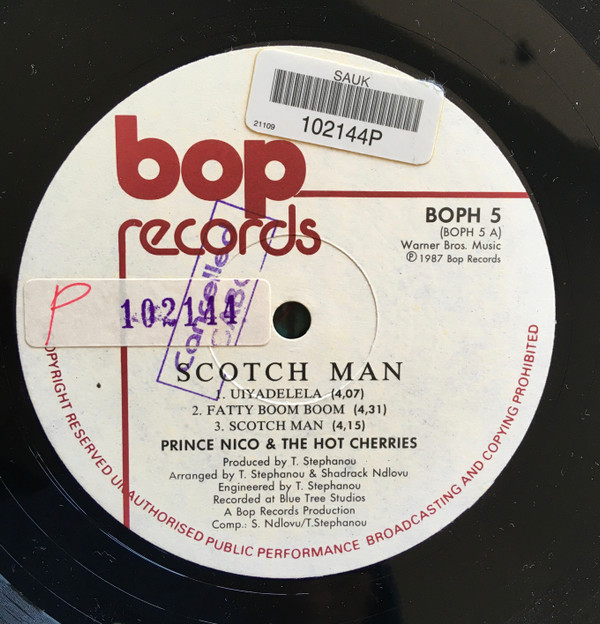 SAUK
21109
102144P
bop
records
BOPH 5
(BOPH 5 A)
Warner Bros. Music
Ⓟ 1987 Bop Records
Cancelled
SABC
P 102144
SCOTCH MAN
1. UIYADELELA (4,07)
2. FATTY BOOM BOOM (4,31)
3. SCOTCH MAN (4,15)
PRINCE NICO & THE HOT CHERRIES
Produced by T. Stephanou
Arranged by T. Stephanou & Shadrack Ndlovu
Engineered by T. Stephanou
Recorded at Blue Tree Studios
A Bop Records Production
Comp.: S. Ndlovu/T.Stephanou
OPYRIGHT RESERVED UNAUTHORISED PUBLIC PERFORMANCE BROADCASTING AND COPYING PROHIBITED